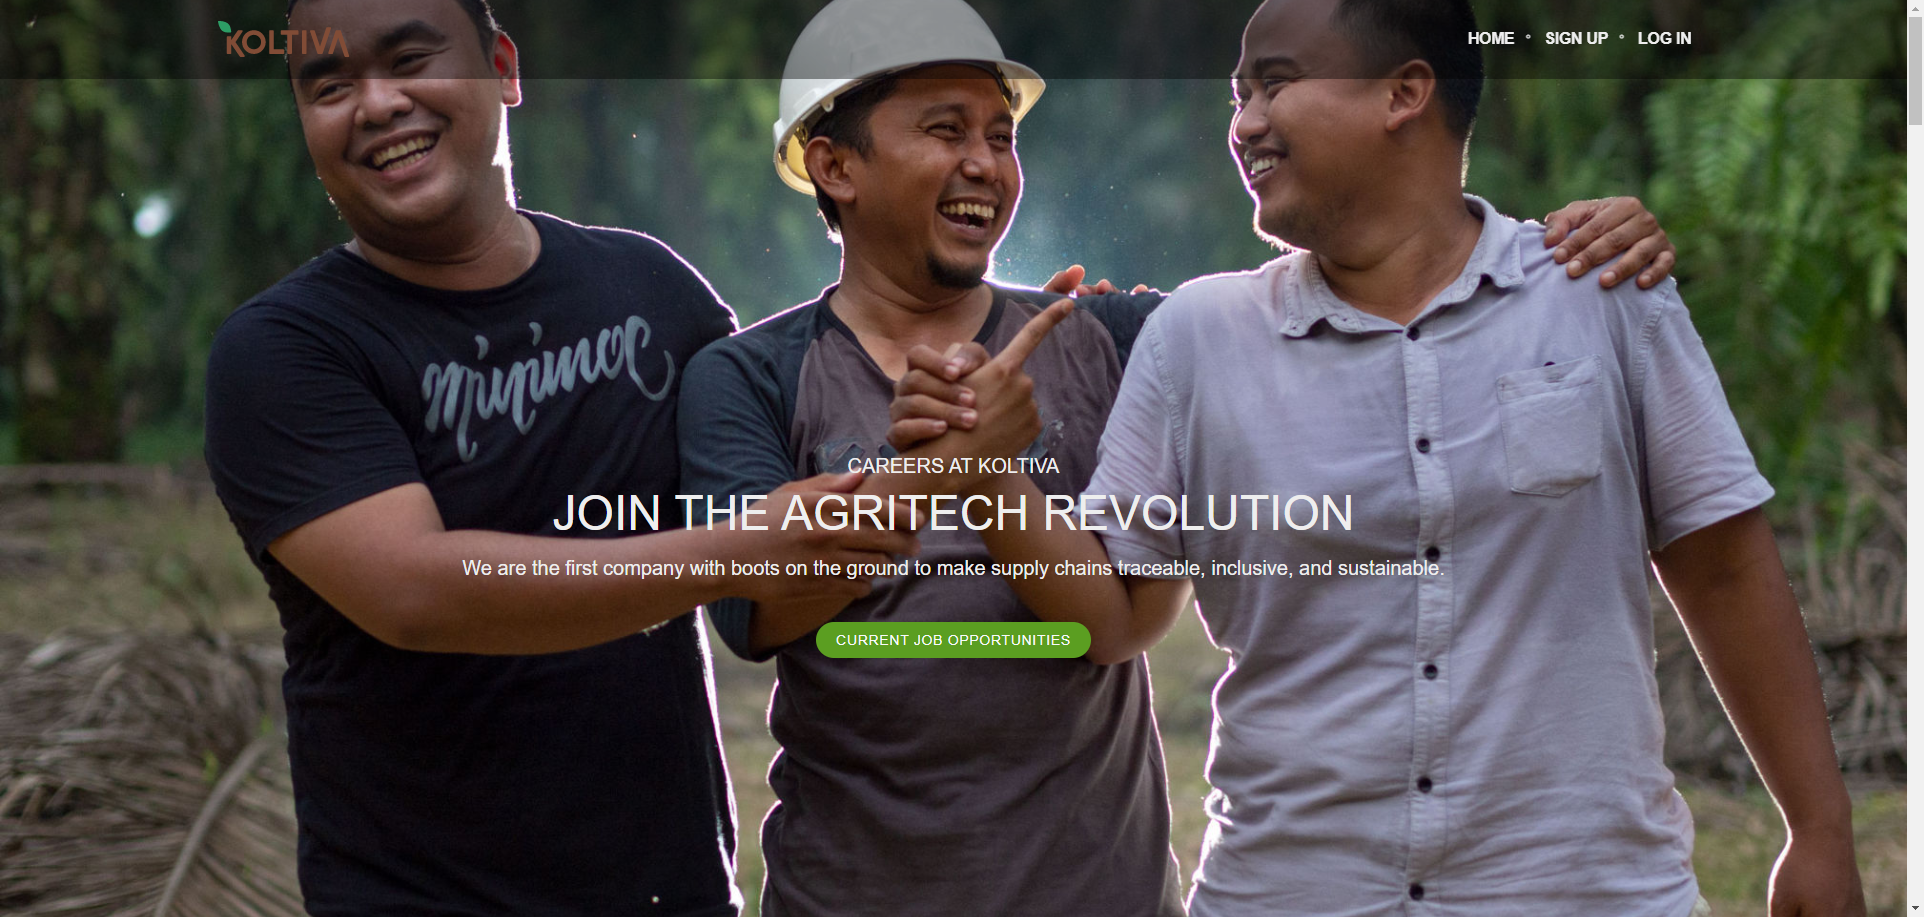 KOLTIVA
HOME
SIGN UP
LOG IN
CAREERS AT KOLTIVA
JOIN THE AGRITECH REVOLUTION
We are the first company with boots on the ground to make supply chains traceable, inclusive, and sustainable.
CURRENT JOB OPPORTUNITIES